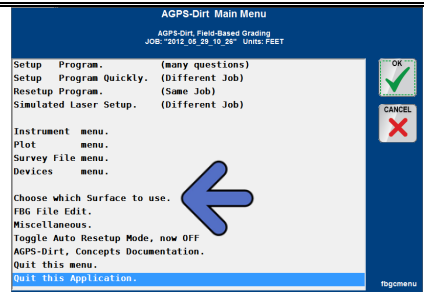 AGPS-Dirt Main Menu
AGPS-Dirt, Field-Based Grading
JOB: "2012_05_29_10_26" Units: FEET
Setup Program. (many questions)
Setup Program Quickly. (Different Job)
Resetup Program. (Same Job)
Simulated Laser Setup. (Different Job)
Instrument menu.
Plot menu.
Survey File menu.
Devices menu.
Choose which Surface to use.
FBG File Edit.
Miscellaneous.
Toggle Auto Resetup Mode, now OFF
AGPS-Dirt, Concepts Documentation.
Quit this menu.
Quit this Application.
OK
CANCEL
fbgcmenu